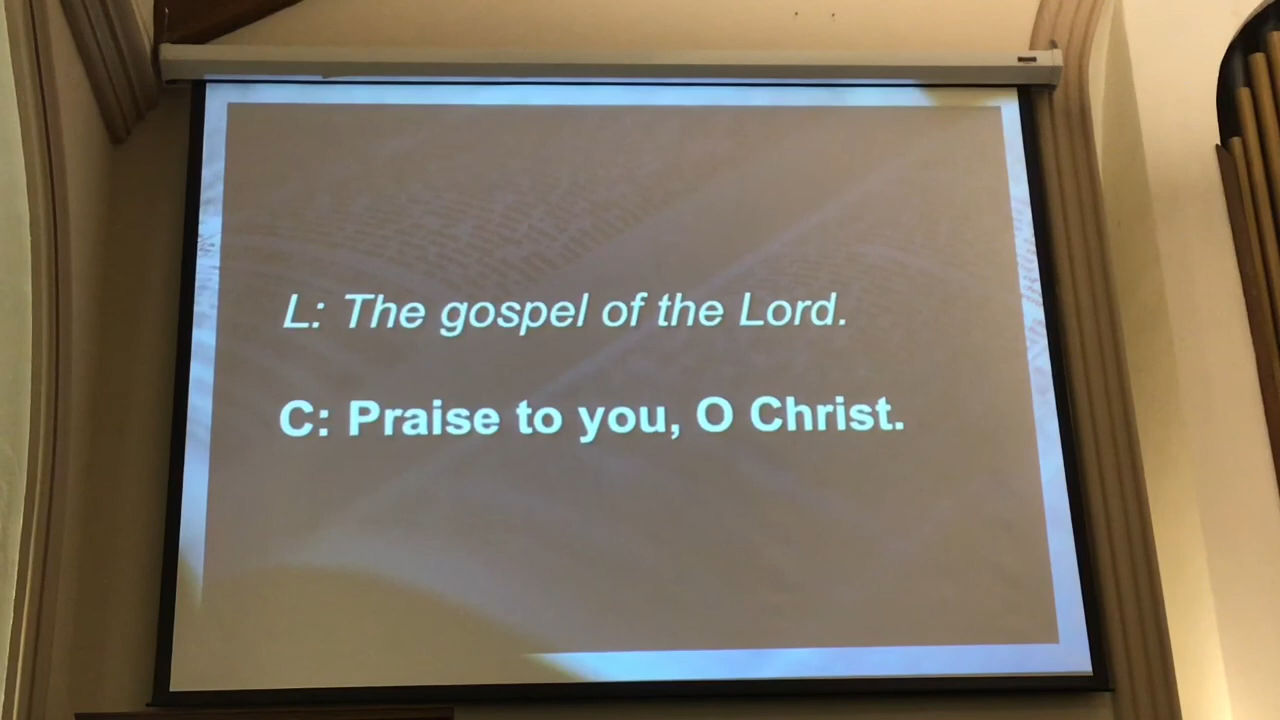 L: The gospel of the Lord.
C: Praise to you, O Christ.